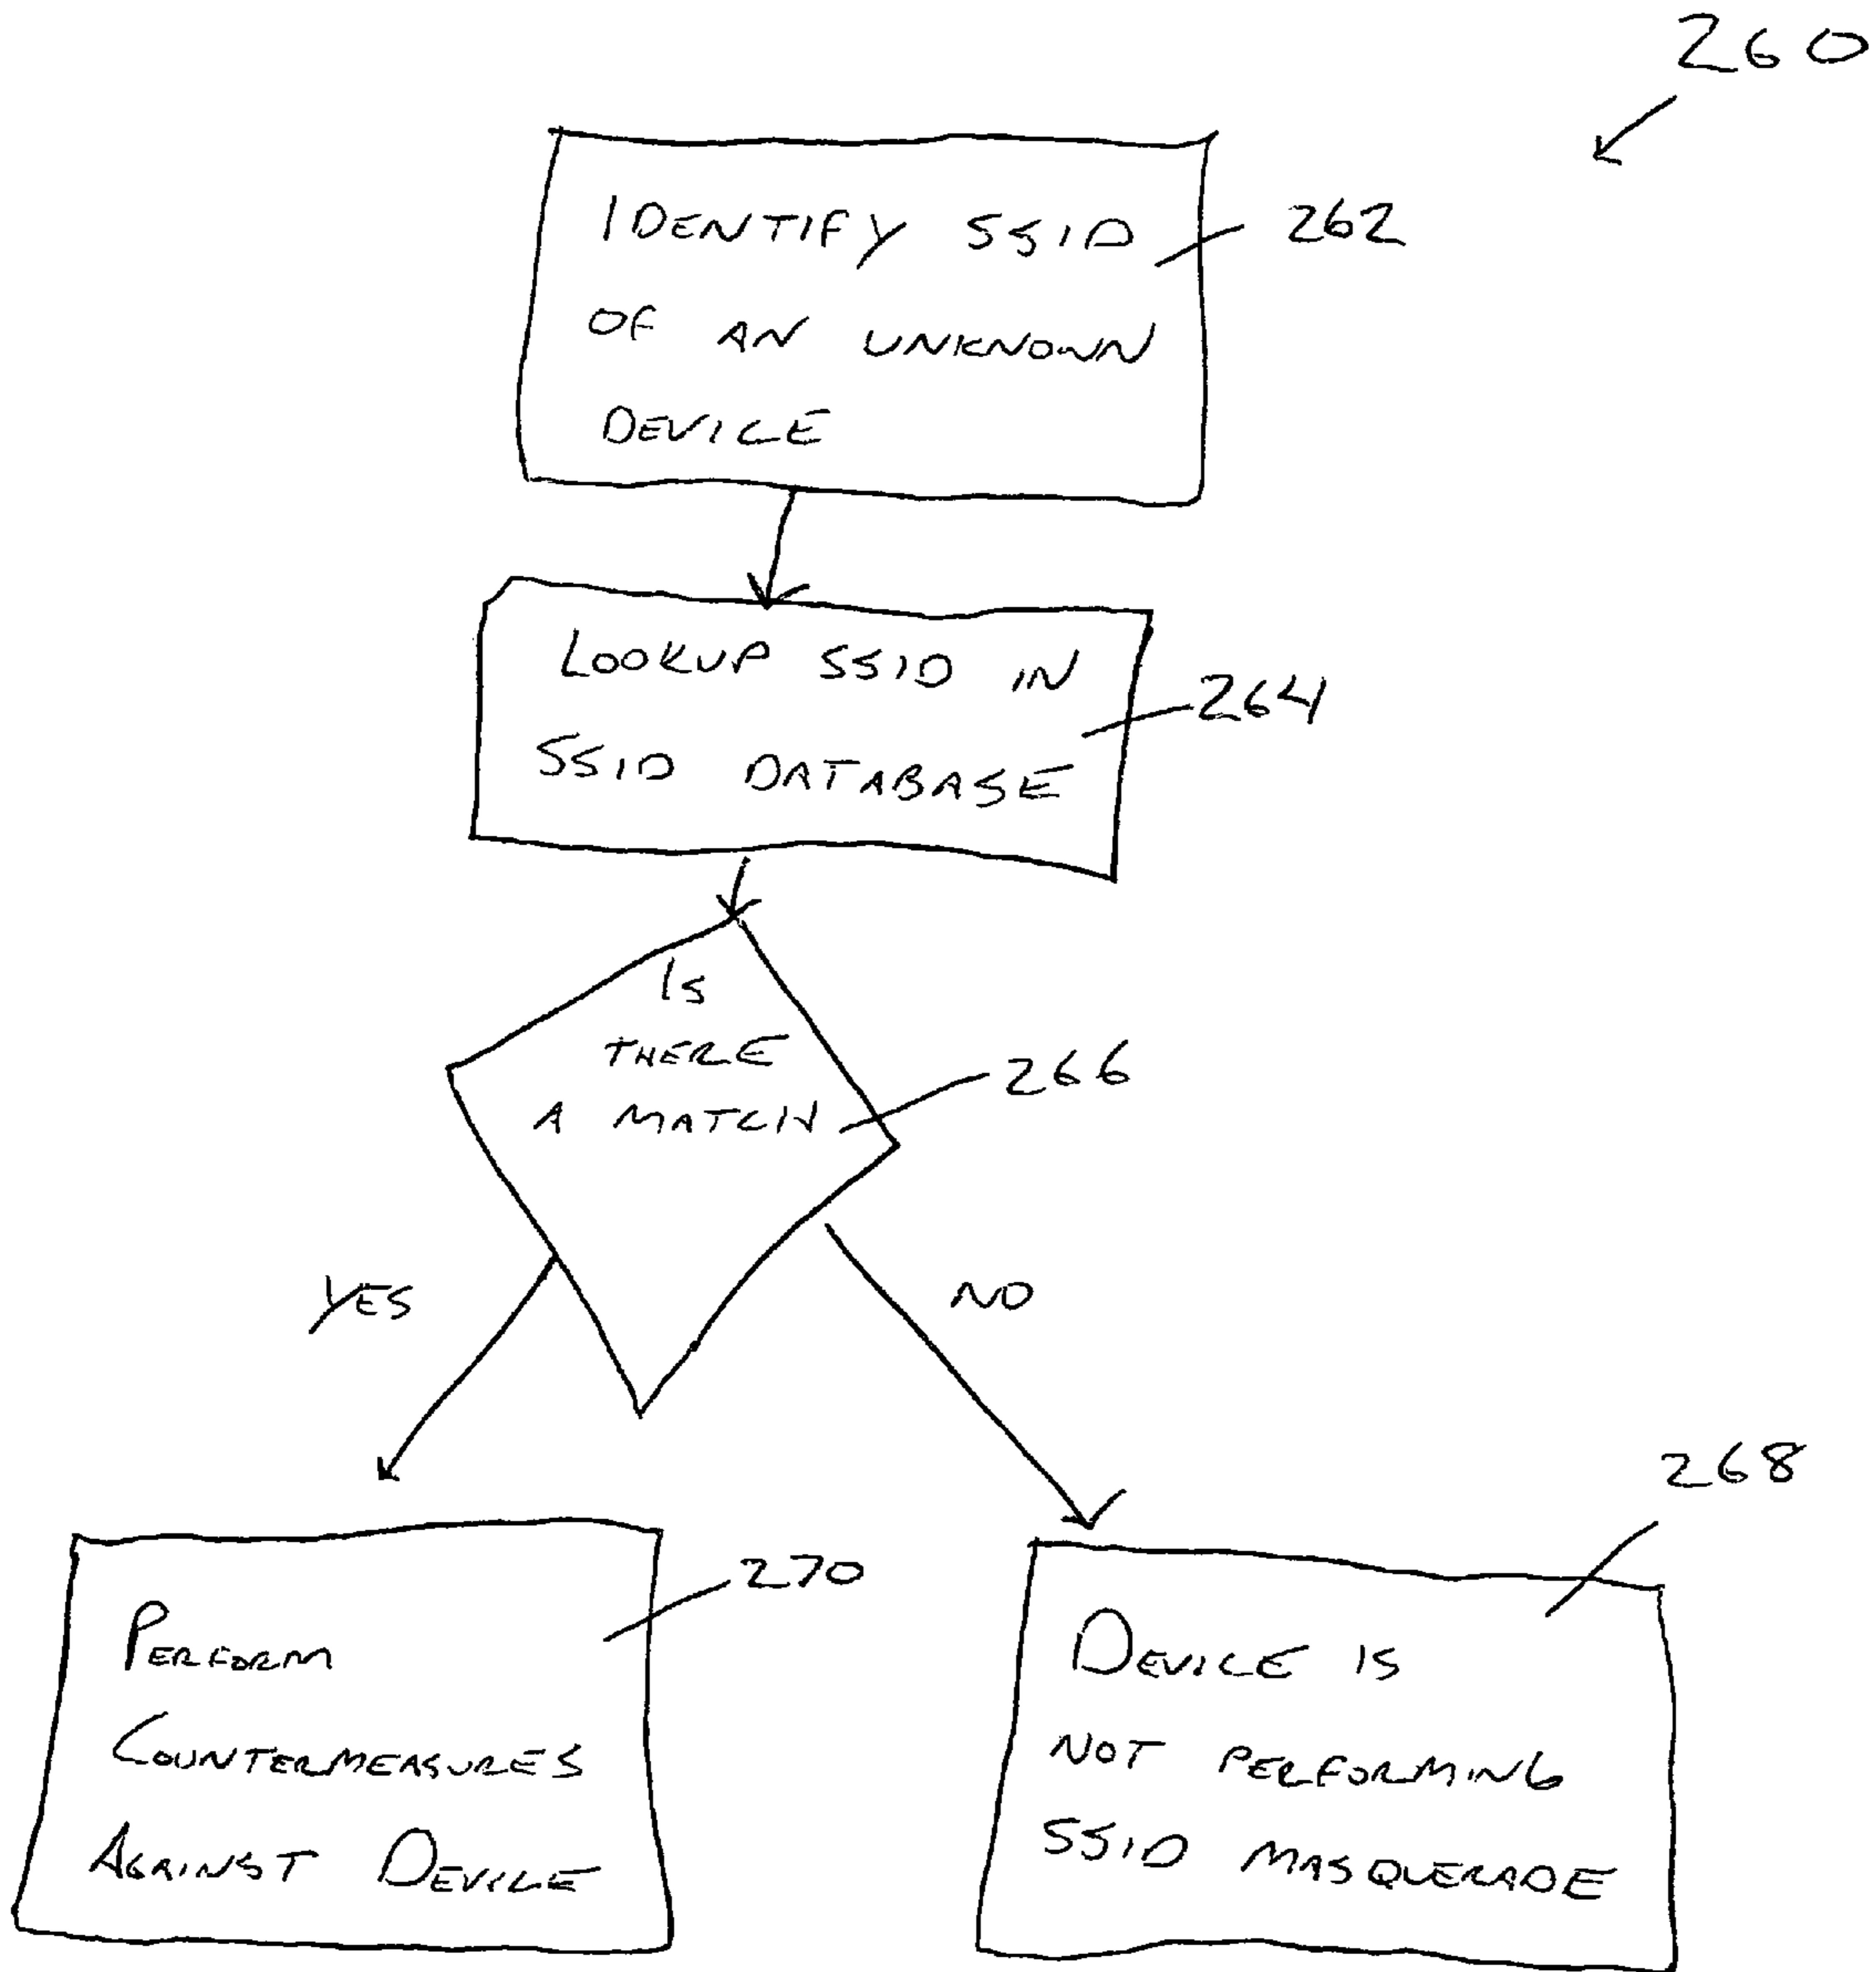 260
IDENTIFY SSID
262
OF AN UNKNOWN
DEVICE
LOOKUP SSID IN
264
SSID DATABASE
IS
THERE
266
A MATCH
YES
NO
268
270
PERFORM
COUNTERMEASURES
AGAINST DEVICE
DEVICE IS
NOT PERFORMING
SSID MASQUERADE